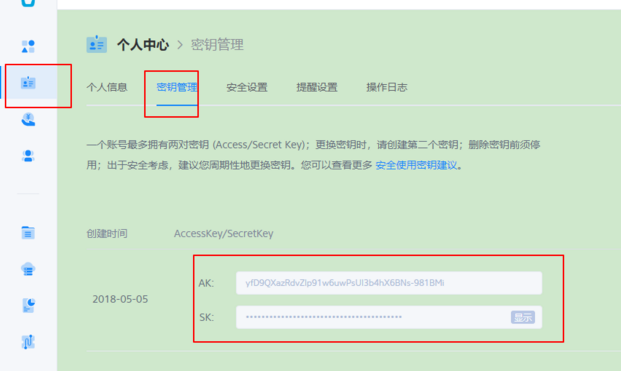 个人中心 > 密钥管理
个人信息 密钥管理 安全设置 提醒设置 操作日志
一个账号最多拥有两对密钥 (Access/Secret Key)；更换密钥时，请创建第二个密钥；删除密钥前须停
用；出于安全考虑，建议您周期性地更换密钥。您可以查看更多 安全使用密钥建议。
创建时间 AccessKey/SecretKey
AK: yfD9QXazRdvZlp91w6uwPsUl3b4hX6BNs-981BMi
2018-05-05
SK: **************************************** 显示